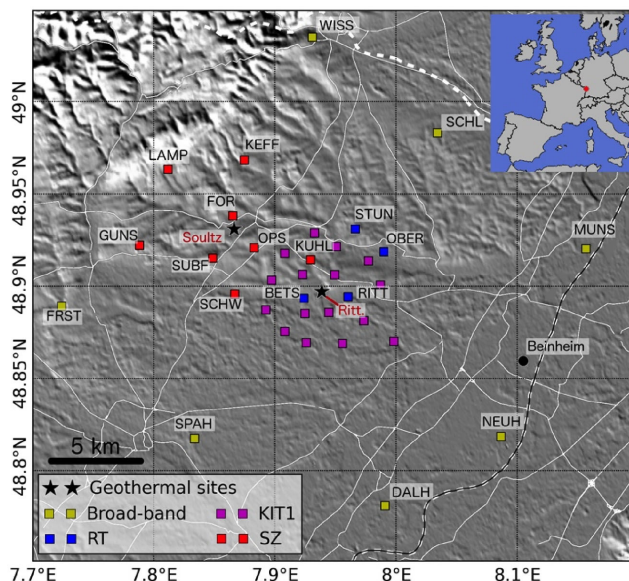 WISS
49°N
SCHL
KEFF
LAMP
48.95°N
FOR
STUN
Soultz
GUNS
OPS
OBER
MUNS
KUHL
SUBF
48.9°N
BETS
RITT
SCHW
Ritt.
FRST
Beinheim
48.85°N
SPAH
NEUH
5 km
48.8°N
Geothermal sites
DALH
Broad-band
KIT1
RT
SZ
7.7°E
7.8°E
7.9°E
8°E
8.1°E